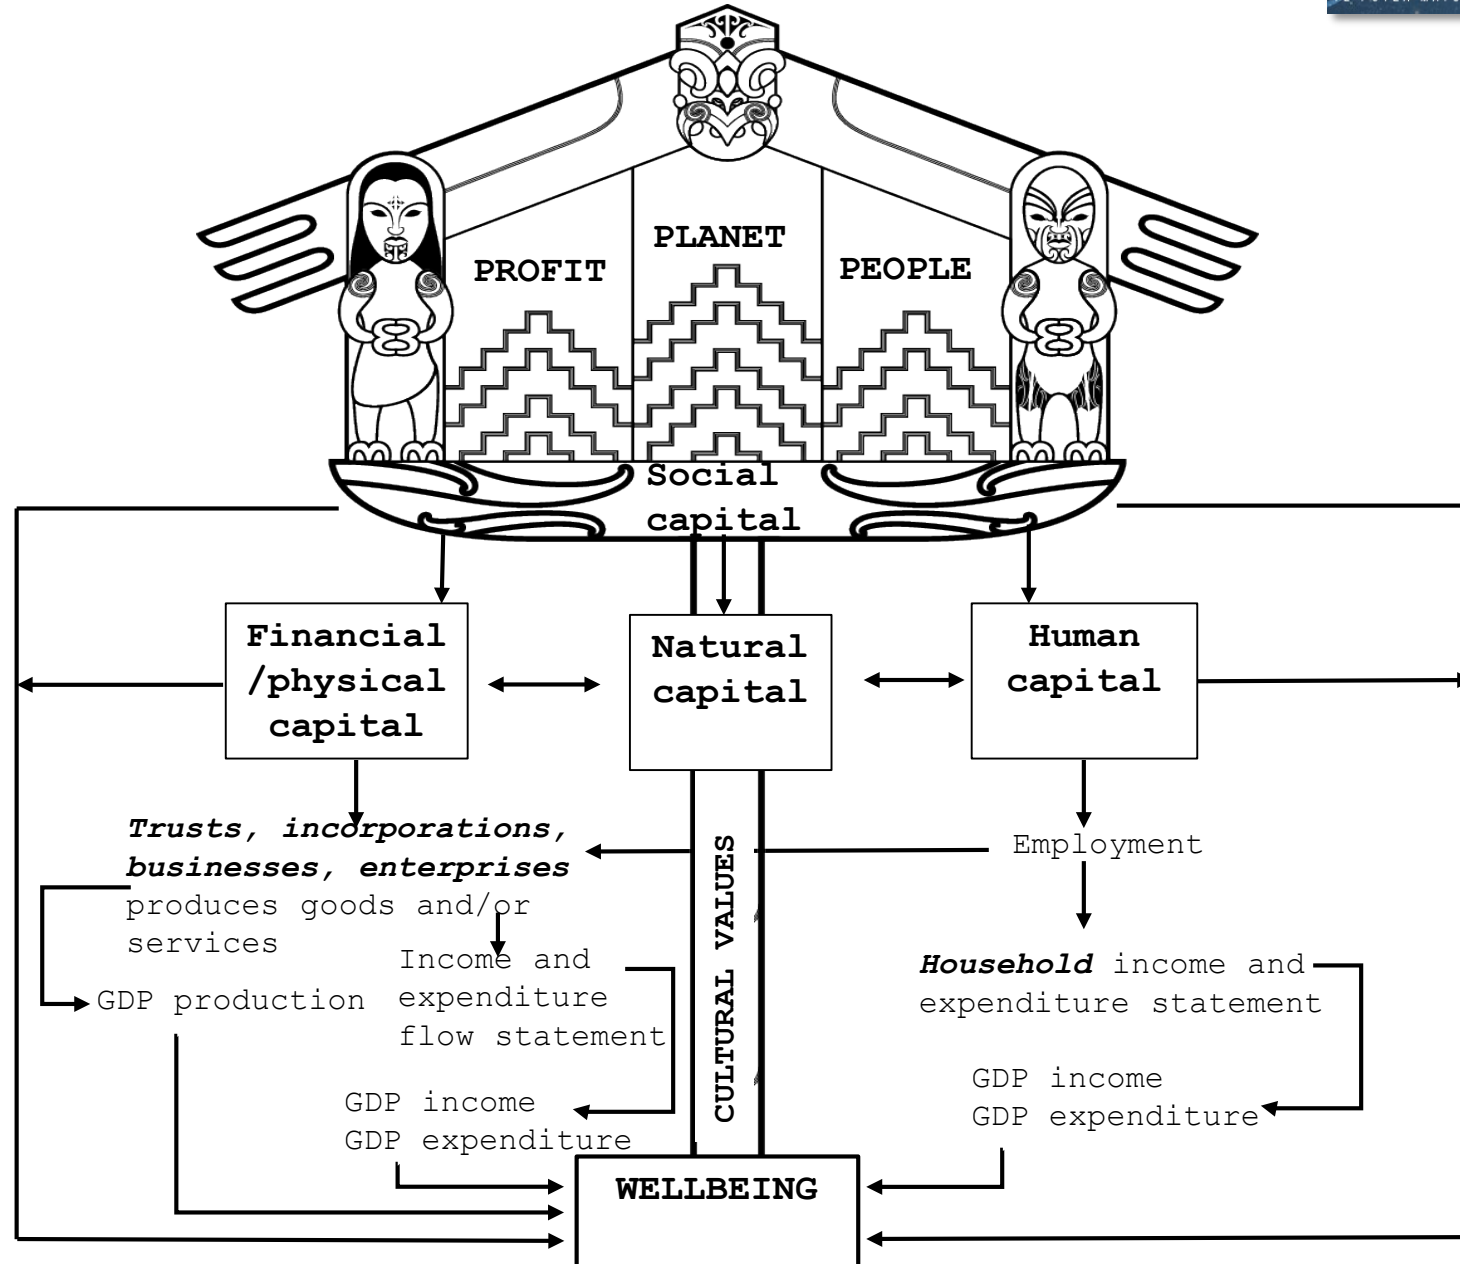 PLANET
PROFIT
PEOPLE
Social
capital
Financial
/physical
capital
Natural
capital
Human
capital
Trusts, incorporations,
businesses, enterprises
produces goods and/or
services
Employment
CULTURAL VALUES
Income and
expenditure
flow statement
GDP production
Household income and
expenditure statement
GDP income
GDP expenditure
GDP income
GDP expenditure
WELLBEING